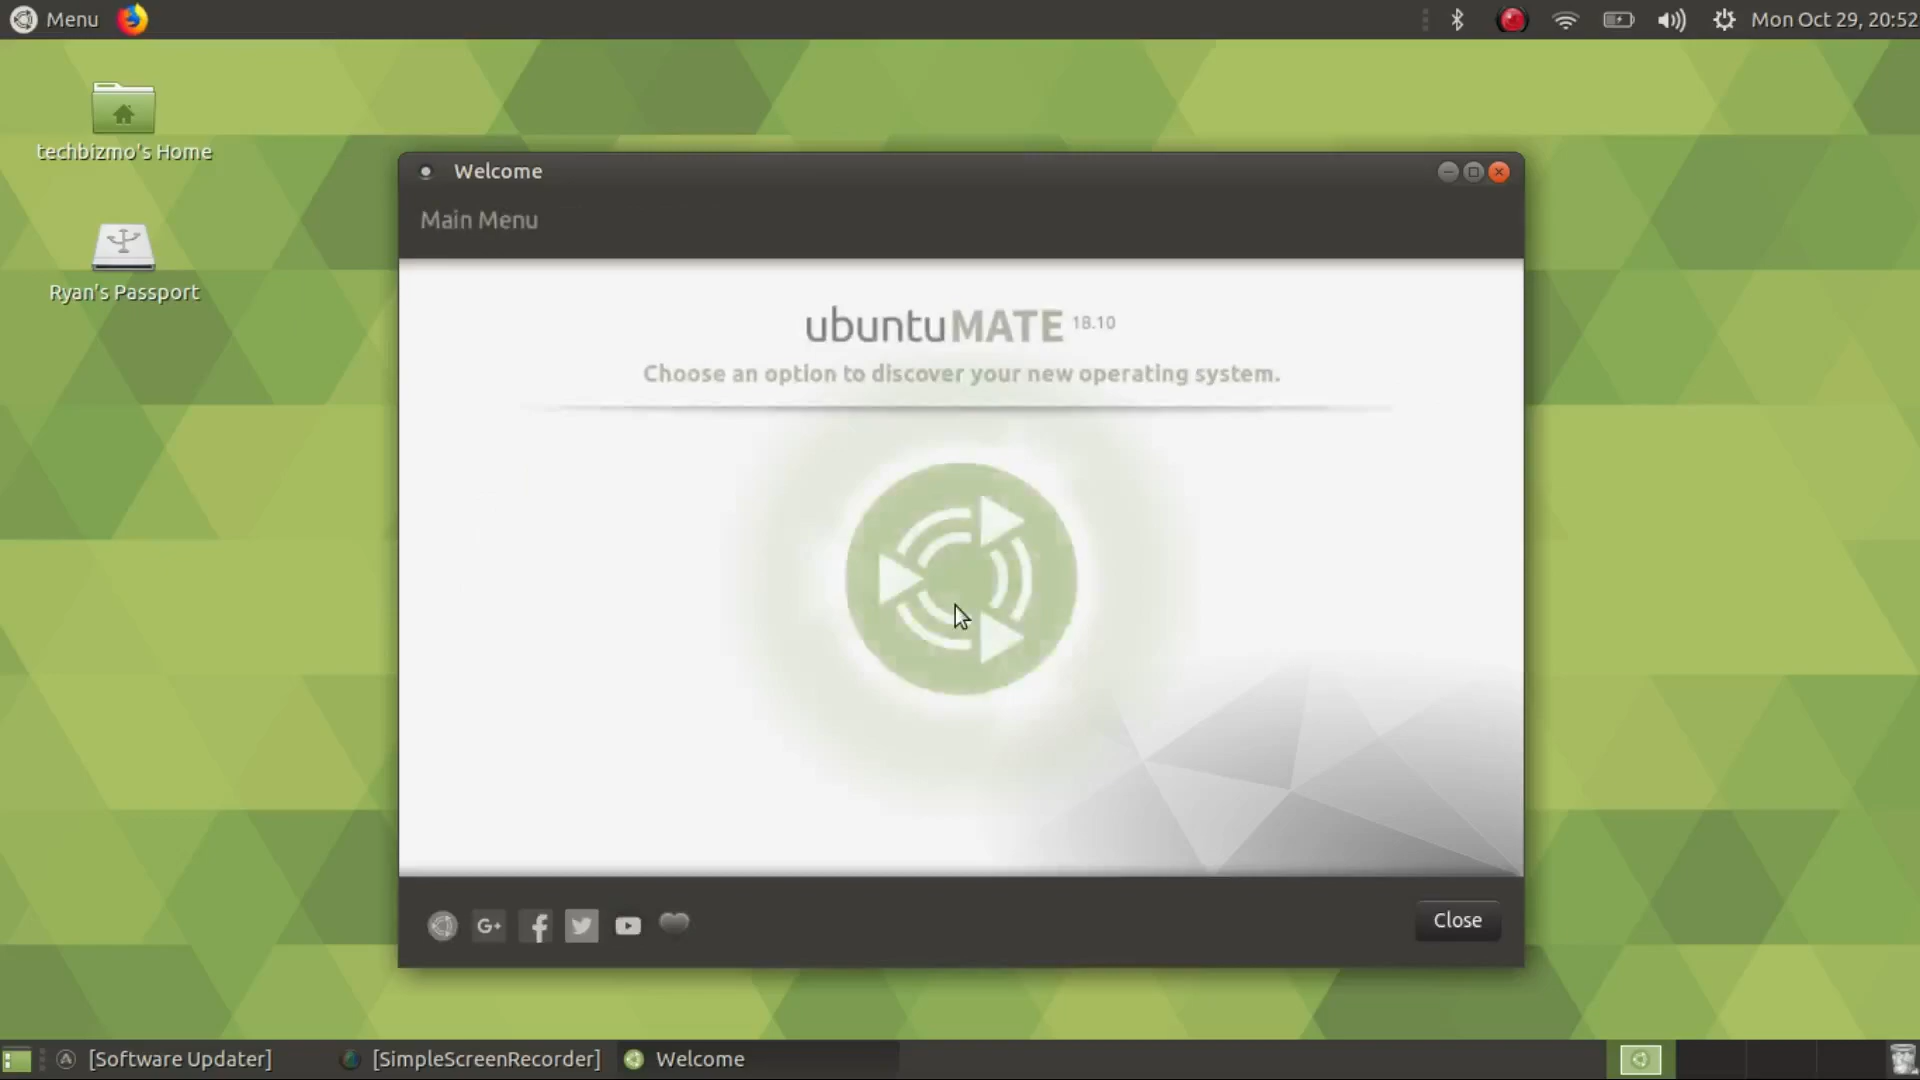 Menu
Mon Oct 29, 20:52
techbizmo's Home
Ryan's Passport
Welcome
Main Menu
ubuntuMATE 18.10
Choose an option to discover your new operating system.
G+
Close
[Software Updater]
[SimpleScreenRecorder]
Welcome